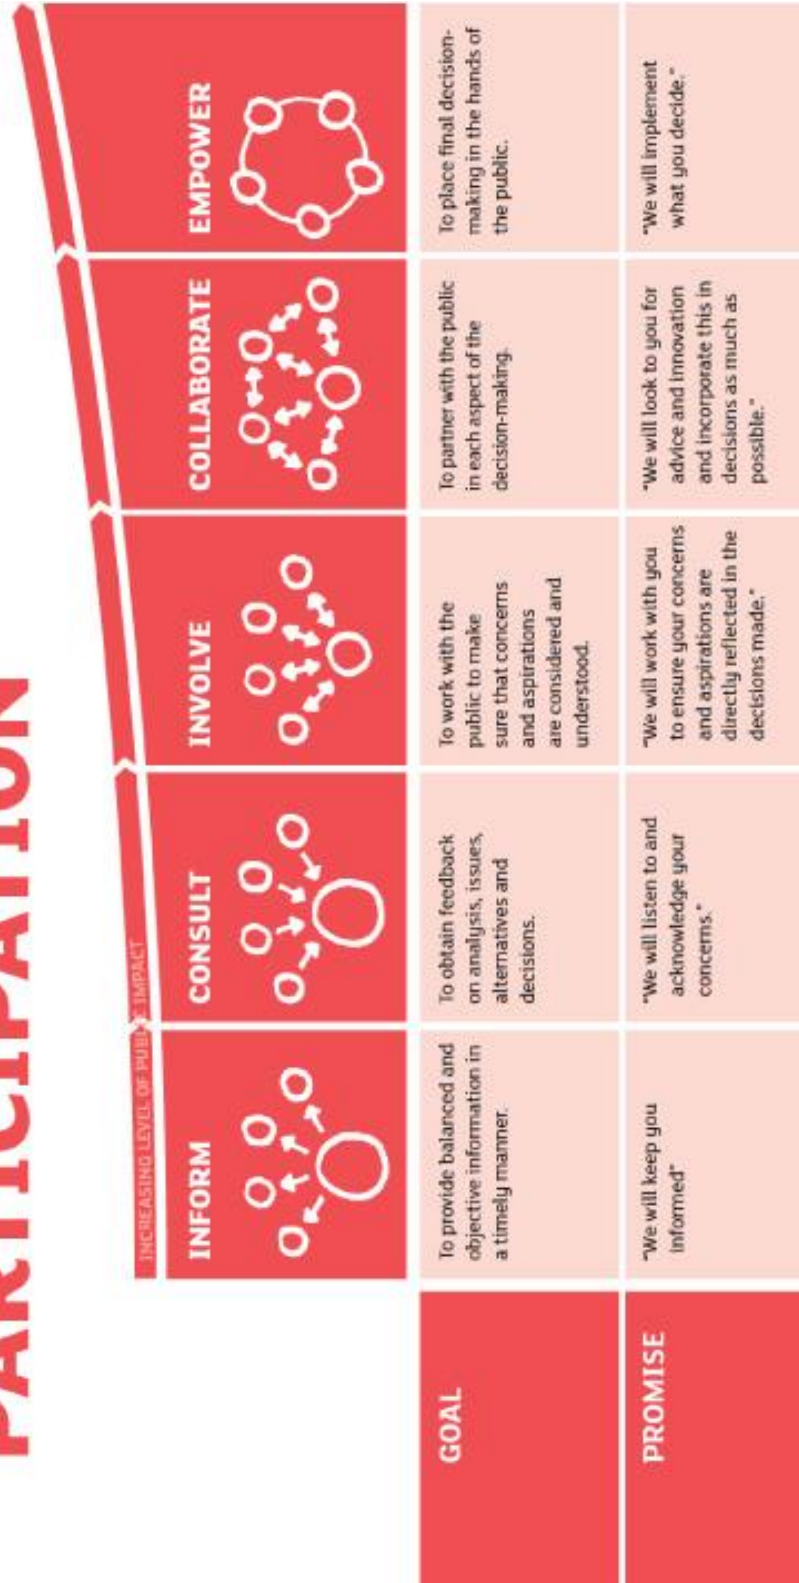 PARTICIPATION
INCREASING LEVEL OF PUBLIC IMPACT
INFORM
CONSULT
INVOLVE
COLLABORATE
EMPOWER
GOAL
To provide balanced and
objective information in
a timely manner.
To obtain feedback
on analysis, issues,
alternatives and
decisions.
To work with the
public to make
sure that concerns
and aspirations
are considered and
understood.
To partner with the public
in each aspect of the
decision-making.
To place final decision-
making in the hands of
the public.
PROMISE
"We will keep you
informed"
"We will listen to and
acknowledge your
concerns."
"We will work with you
to ensure your concerns
and aspirations are
directly reflected in the
decisions made."
"We will look to you for
advice and innovation
and incorporate this in
decisions as much as
possible."
"We will implement
what you decide."